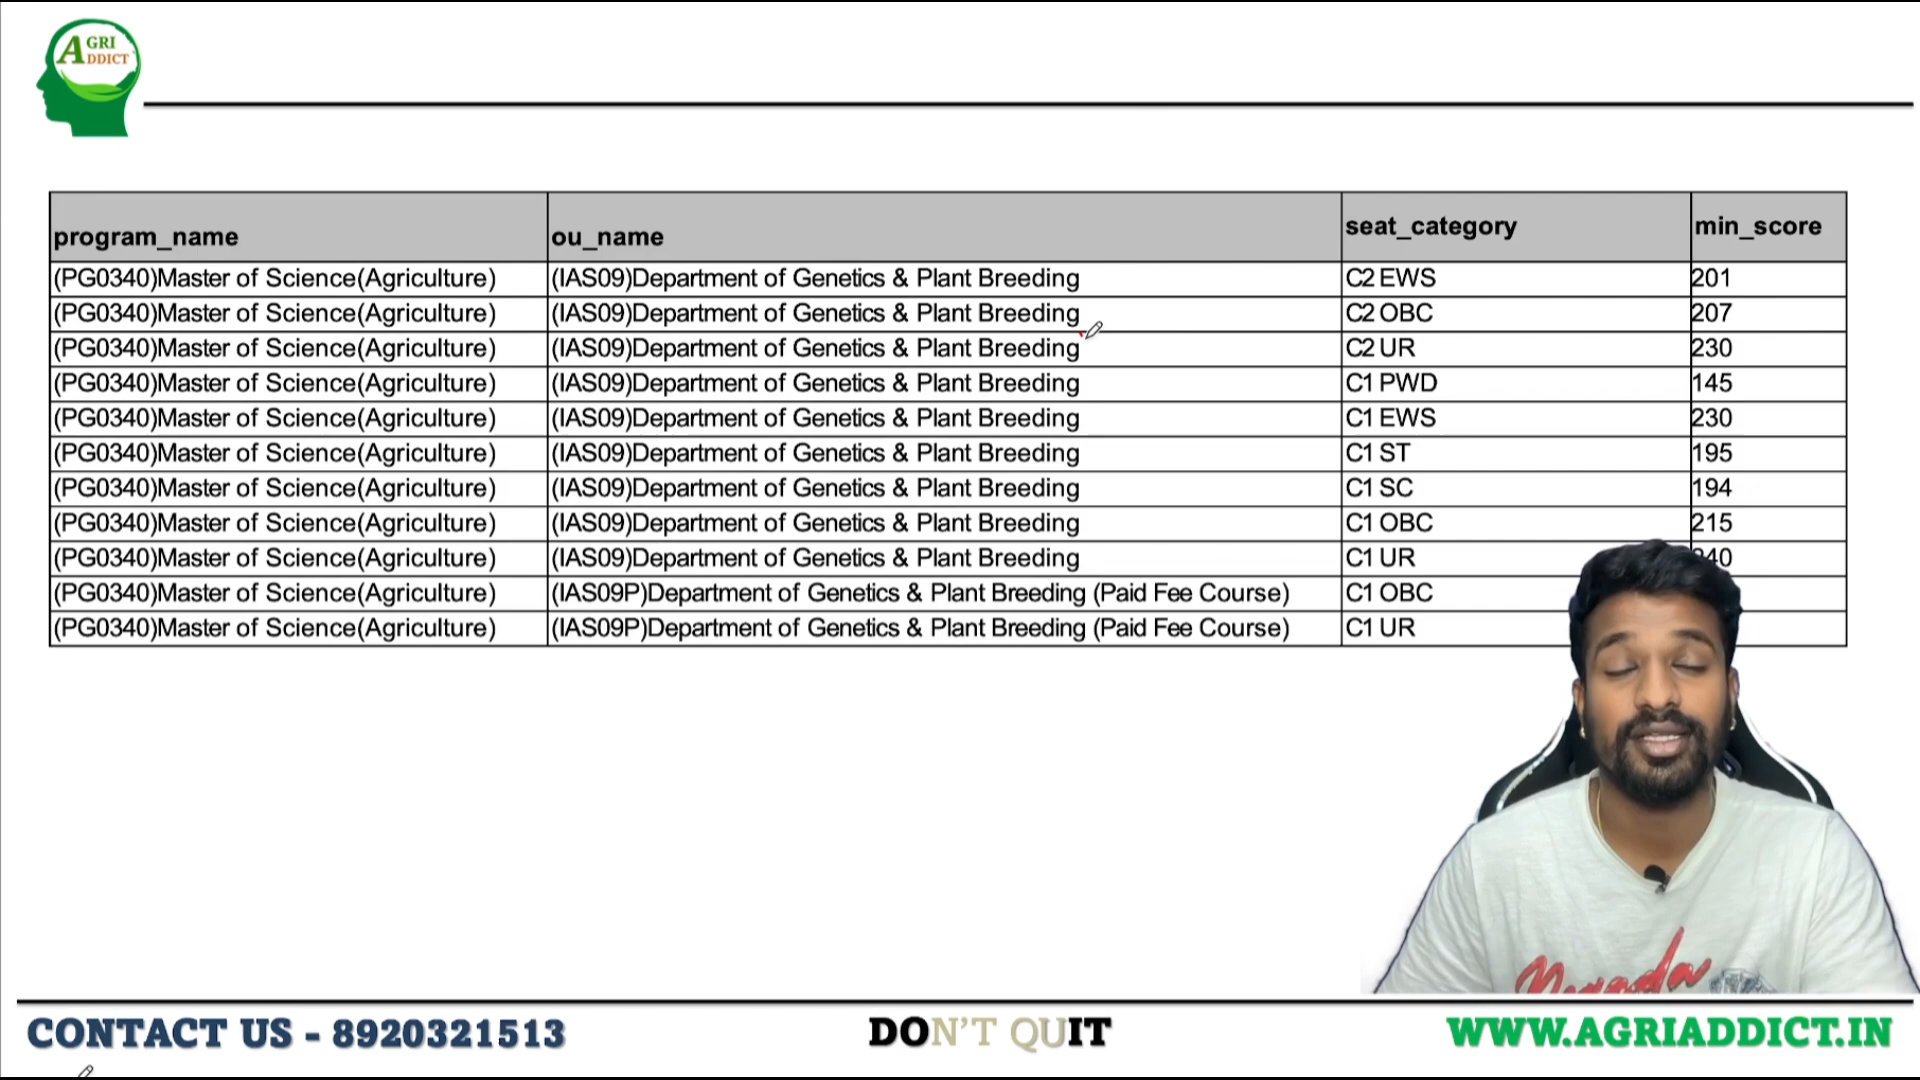 AGRI
ADDICT
program_name ou_name seat_category min_score
(PG0340)Master of Science(Agriculture) (IAS09)Department of Genetics & Plant Breeding C2 EWS 201
(PG0340)Master of Science(Agriculture) (IAS09)Department of Genetics & Plant Breeding C2 OBC 207
(PG0340)Master of Science(Agriculture) (IAS09)Department of Genetics & Plant Breeding C2 UR 230
(PG0340)Master of Science(Agriculture) (IAS09)Department of Genetics & Plant Breeding C1 PWD 145
(PG0340)Master of Science(Agriculture) (IAS09)Department of Genetics & Plant Breeding C1 EWS 230
(PG0340)Master of Science(Agriculture) (IAS09)Department of Genetics & Plant Breeding C1 ST 195
(PG0340)Master of Science(Agriculture) (IAS09)Department of Genetics & Plant Breeding C1 SC 194
(PG0340)Master of Science(Agriculture) (IAS09)Department of Genetics & Plant Breeding C1 OBC 215
(PG0340)Master of Science(Agriculture) (IAS09)Department of Genetics & Plant Breeding C1 UR
(PG0340)Master of Science(Agriculture) (IAS09P)Department of Genetics & Plant Breeding (Paid Fee Course) C1 OBC
(PG0340)Master of Science(Agriculture) (IAS09P)Department of Genetics & Plant Breeding (Paid Fee Course) C1 UR
CONTACT US - 8920321513 DON'T QUIT WWW.AGRIADDICT.IN